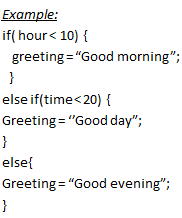 Example:
if( hour< 10) {
greeting=“Good morning”;
}
else if(time<20) {
Greeting= “Good day”;
}
else{
Greeting= “Good evening”;
}